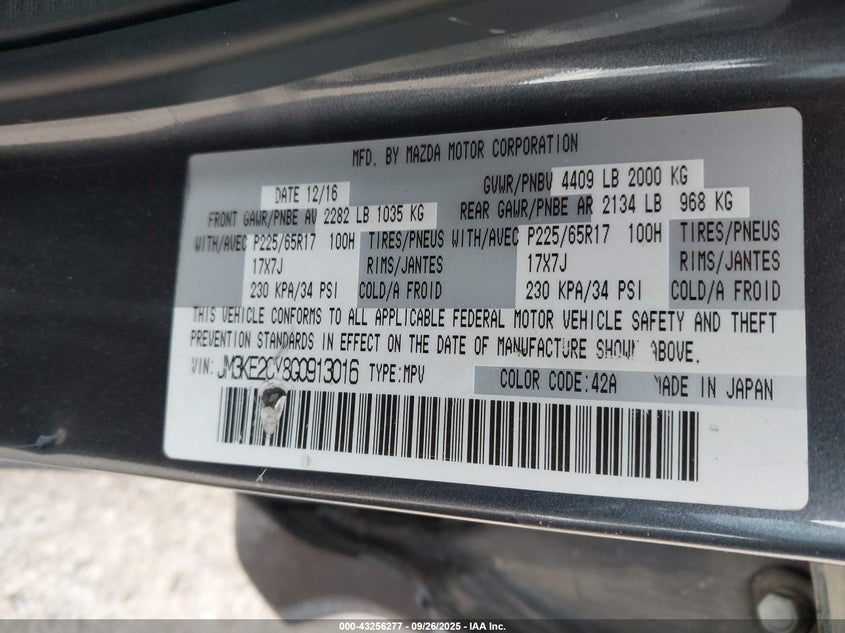 MFD. BY MAZDA MOTOR CORPORATION
DATE 12/16 GVWR/PNBV 4409 LB 2000 KG
FRONT GAWR/PNBE AV 2282 LB 1035 KG REAR GAWR/PNBE AR 2134 LB 968 KG
WITH/AVEC P225/65R17 100H TIRES/PNEUS WITH/AVEC P225/65R17 100H TIRES/PNEUS
17X7J RIMS/JANTES 17X7J RIMS/JANTES
230 KPA/34 PSI COLD/A FROID 230 KPA/34 PSI COLD/A FROID
THIS VEHICLE CONFORMS TO ALL APPLICABLE FEDERAL MOTOR VEHICLE SAFETY AND THEFT
PREVENTION STANDARDS IN EFFECT ON THE DATE OF MANUFACTURE SHOWN ABOVE.
VIN: JM3KE2CY8G0913016 TYPE:MPV COLOR CODE:42A MADE IN JAPAN
000-43256277 - 09/26/2025 - IAA Inc.